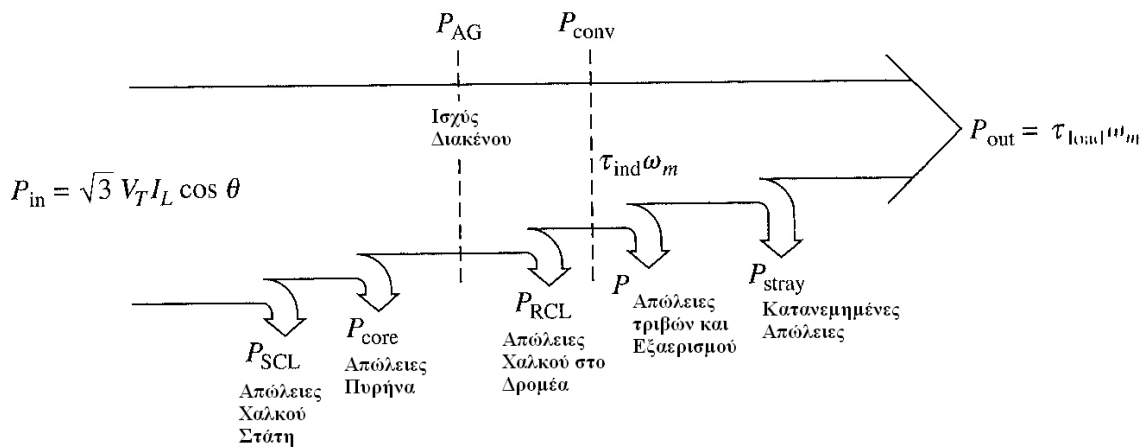 P_AG
P_conv
Ισχύς
Διακένου
P_in = √3 V_T I_L cos θ
τ_ind ω_m
P_out = τ_load ω_m
P_SCL
Απώλειες
Χαλκού
Στάτη
P_core
Απώλειες
Πυρήνα
P_RCL
Απώλειες
Χαλκού στο
Δρομέα
P
Απώλειες
τριβών και
Εξαερισμού
P_stray
Κατανεμημένες
Απώλειες